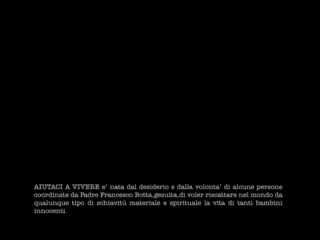 AIUTACI A VIVERE e' nata dal desiderio e dalla volonta' di alcune persone
coordinate da Padre Francesco Botta,gesuita,di voler riscattare nel mondo da
qualunque tipo di schiavitù materiale e spirituale la vita di tanti bambini
innocenti.